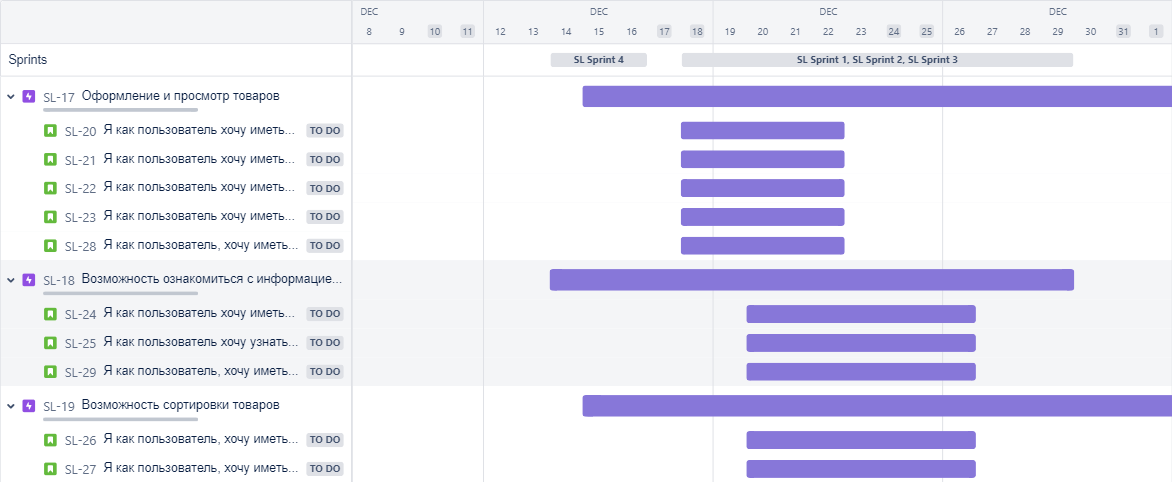 DEC DEC DEC DEC
8 9 10 11 12 13 14 15 16 17 18 19 20 21 22 23 24 25 26 27 28 29 30 31 1
Sprints SL Sprint 4 SL Sprint 1, SL Sprint 2, SL Sprint 3
SL-17 Оформление и просмотр товаров
SL-20 Я как пользователь хочу иметь... TO DO
SL-21 Я как пользователь хочу иметь... TO DO
SL-22 Я как пользователь хочу иметь... TO DO
SL-23 Я как пользователь хочу иметь... TO DO
SL-28 Я как пользователь, хочу иметь... TO DO
SL-18 Возможность ознакомиться с информацие...
SL-24 Я как пользователь хочу иметь... TO DO
SL-25 Я как пользователь хочу узнать... TO DO
SL-29 Я как пользователь, хочу иметь... TO DO
SL-19 Возможность сортировки товаров
SL-26 Я как пользователь, хочу иметь... TO DO
SL-27 Я как пользователь, хочу иметь... TO DO